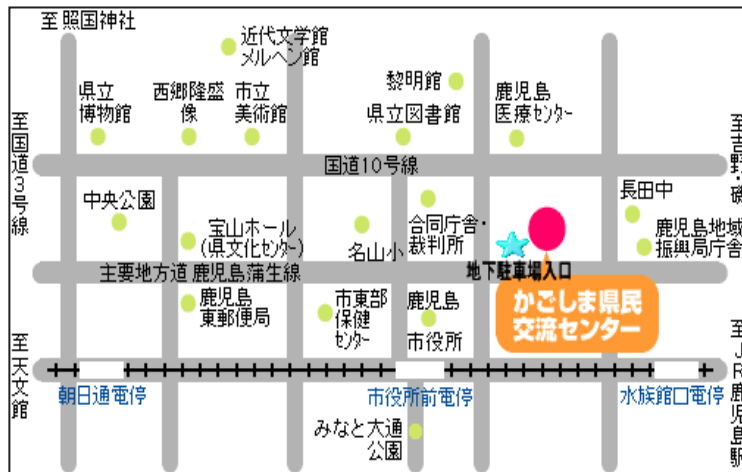 至照国神社
近代文学館
メルヘン館
黎明館
県立
博物館
西郷隆盛
像
市立
美術館
県立図書館
鹿児島
医療センター
至国道3号線
至吉野・磯
国道10号線
中央公園
宝山ホール
(県文化センター)
名山小
合同庁舎・
裁判所
長田中
鹿児島地域
振興局庁舎
主要地方道 鹿児島蒲生線
地下駐車場入口
かごしま県民
交流センター
鹿児島
東郵便局
市東部
保健
センター
鹿児島
市役所
至天文館
至JR鹿児島駅
朝日通電停
市役所前電停
水族館口電停
みなと大通
公園